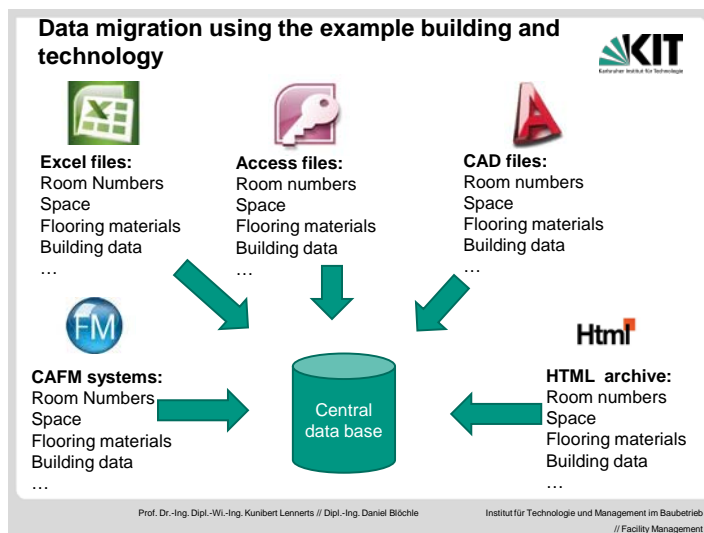 Data migration using the example building and
technology
KIT
Karlsruher Institut für Technologie
Excel files:
Room Numbers
Space
Flooring materials
Building data
…
Access files:
Room numbers
Space
Flooring materials
Building data
…
CAD files:
Room numbers
Space
Flooring materials
Building data
…
FM
CAFM systems:
Room Numbers
Space
Flooring materials
Building data
…
Central
data base
Html
HTML archive:
Room numbers
Space
Flooring materials
Building data
…
Prof. Dr.-Ing. Dipl.-Wi.-Ing. Kunibert Lennerts // Dipl.-Ing. Daniel Blöchle
Institut für Technologie und Management im Baubetrieb
// Facility Management